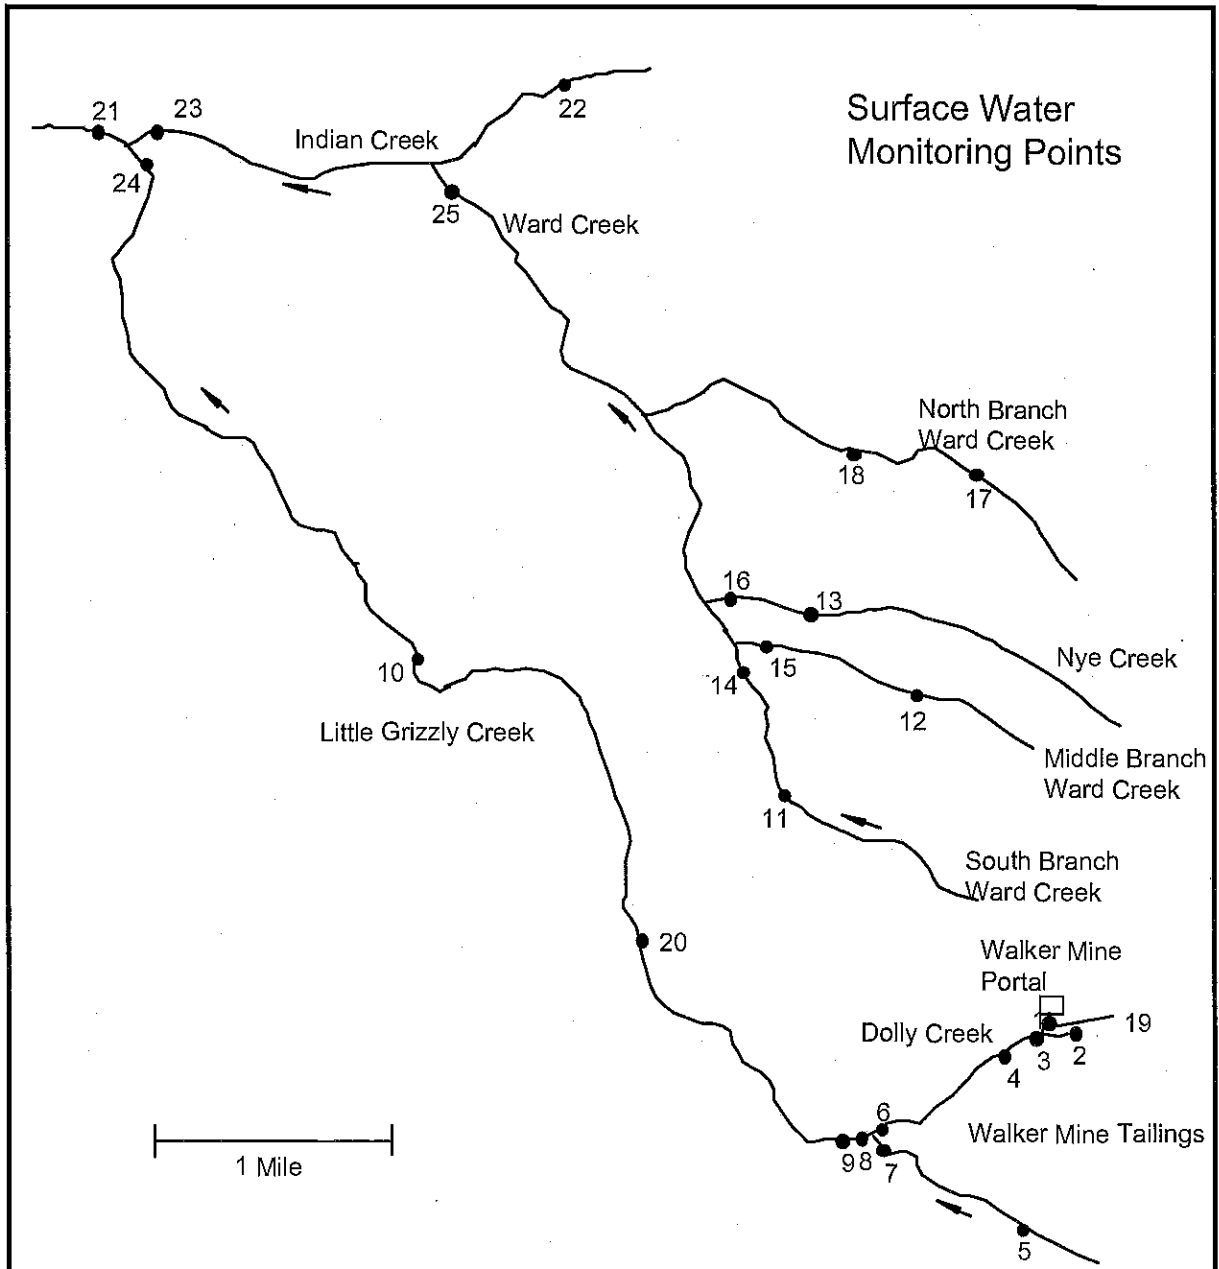 Surface Water
Monitoring Points
21
23
22
Indian Creek
24
25
Ward Creek
North Branch
Ward Creek
18
17
16
13
Nye Creek
10
15
14
12
Little Grizzly Creek
Middle Branch
Ward Creek
11
South Branch
Ward Creek
20
Walker Mine
Portal
1
19
Dolly Creek
3
2
4
6
Walker Mine Tailings
1 Mile
9
8
7
5